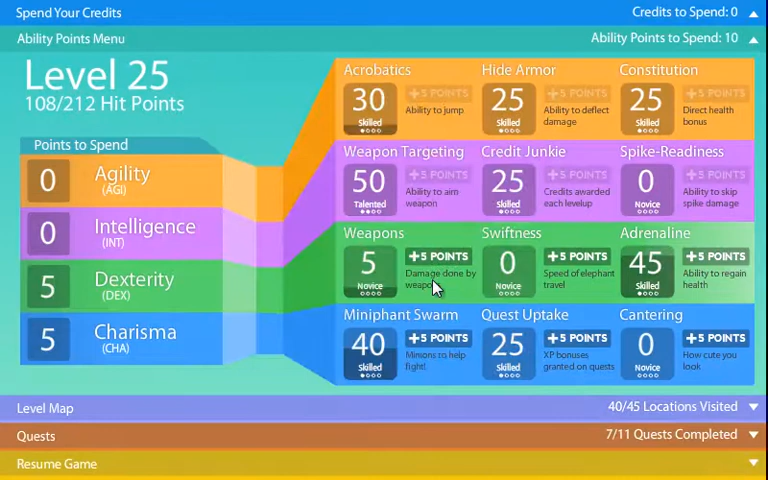 Spend Your Credits
Credits to Spend: 0
Ability Points Menu
Ability Points to Spend: 10
Level 25
108/212 Hit Points
Points to Spend
0
Agility
(AGI)
0
Intelligence
(INT)
5
Dexterity
(DEX)
5
Charisma
(CHA)
Acrobatics
30
Skilled
+5 POINTS
Ability to jump
Hide Armor
25
Skilled
+5 POINTS
Ability to deflect
damage
Constitution
25
Skilled
+5 POINTS
Direct health
bonus
Weapon Targeting
50
Talented
+5 POINTS
Ability to aim
weapon
Credit Junkie
25
Skilled
+5 POINTS
Credits awarded
each levelup
Spike-Readiness
0
Novice
+5 POINTS
Ability to skip
spike damage
Weapons
5
Novice
+5 POINTS
Damage done by
weapon
Swiftness
0
Novice
+5 POINTS
Speed of elephant
travel
Adrenaline
45
Skilled
+5 POINTS
Ability to regain
health
Miniphant Swarm
40
Skilled
+5 POINTS
Minions to help
fight!
Quest Uptake
25
Skilled
+5 POINTS
XP bonuses
granted on quests
Cantering
0
Novice
+5 POINTS
How cute you
look
Level Map
40/45 Locations Visited
Quests
7/11 Quests Completed
Resume Game